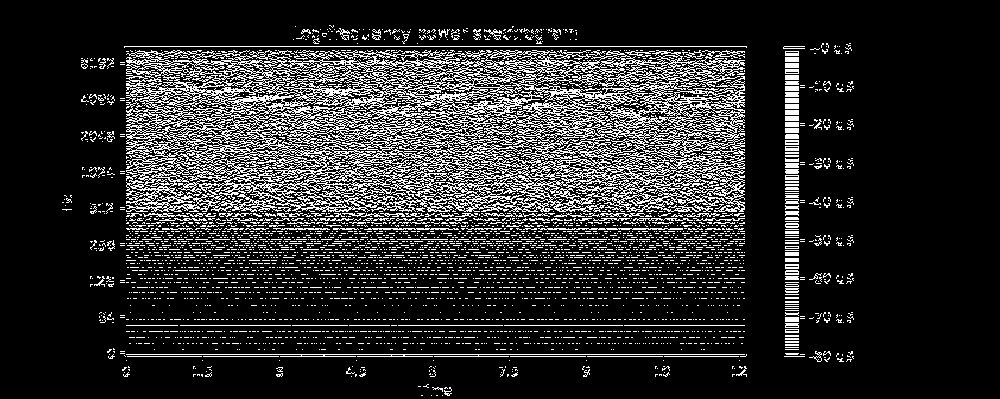 Log-frequency power spectrogram
8192
4096
2048
1024
512
256
128
64
0
Hz
0 1.5 3 4.5 6 7.5 9 10 12
Time
-0 dB
-10 dB
-20 dB
-30 dB
-40 dB
-50 dB
-60 dB
-70 dB
-80 dB